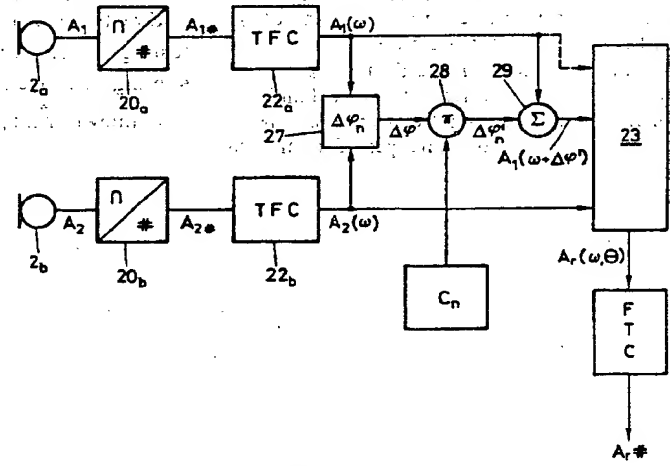 A₁
∩
#
A₁#
TFC
A₁(ω)
2a
20a
22a
28
29
27
Δφₙ
Δφ
π
Δφ'ₙ
Σ
23
A₁(ω+Δφ')
A₂
∩
#
A₂#
TFC
A₂(ω)
2b
20b
22b
Cₙ
Aᵣ(ω,Θ)
F
T
C
Aᵣ#